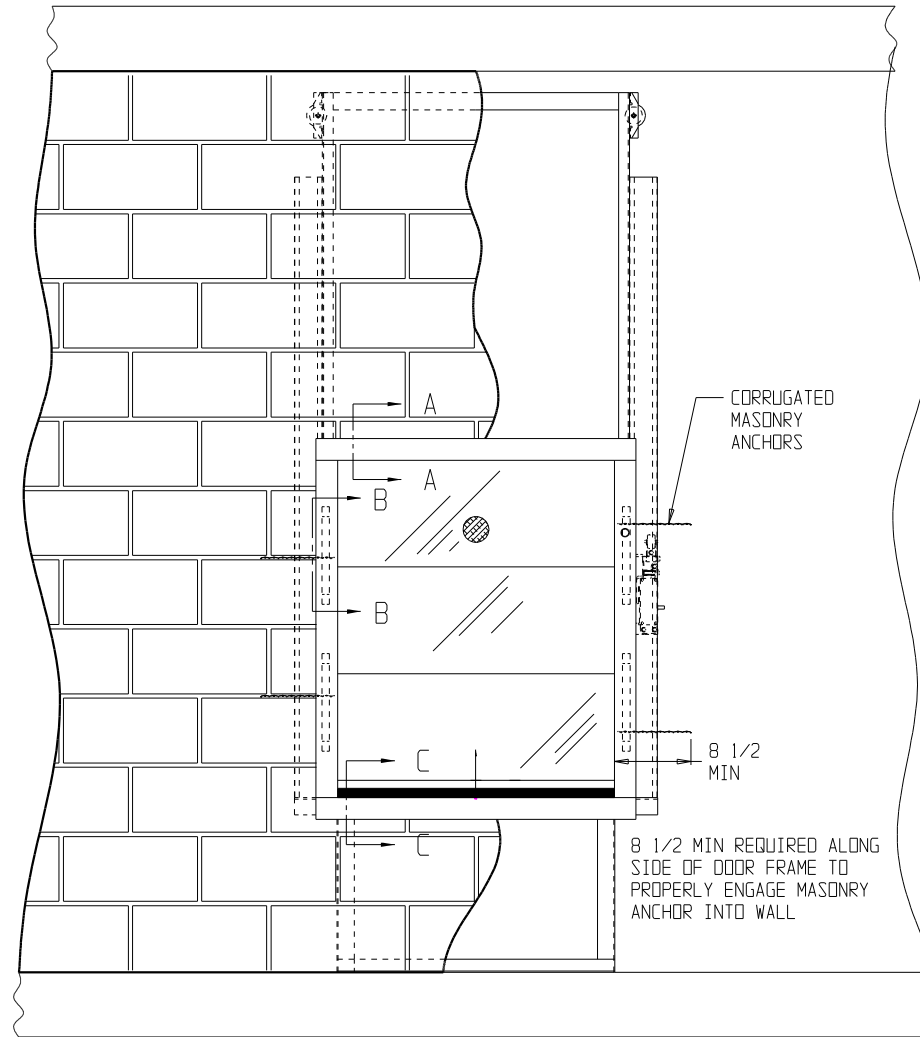 A
CORRUGATED
MASONRY
ANCHORS
A
B
B
C
8 1/2
MIN
C
8 1/2 MIN REQUIRED ALONG
SIDE OF DOOR FRAME TO
PROPERLY ENGAGE MASONRY
ANCHOR INTO WALL